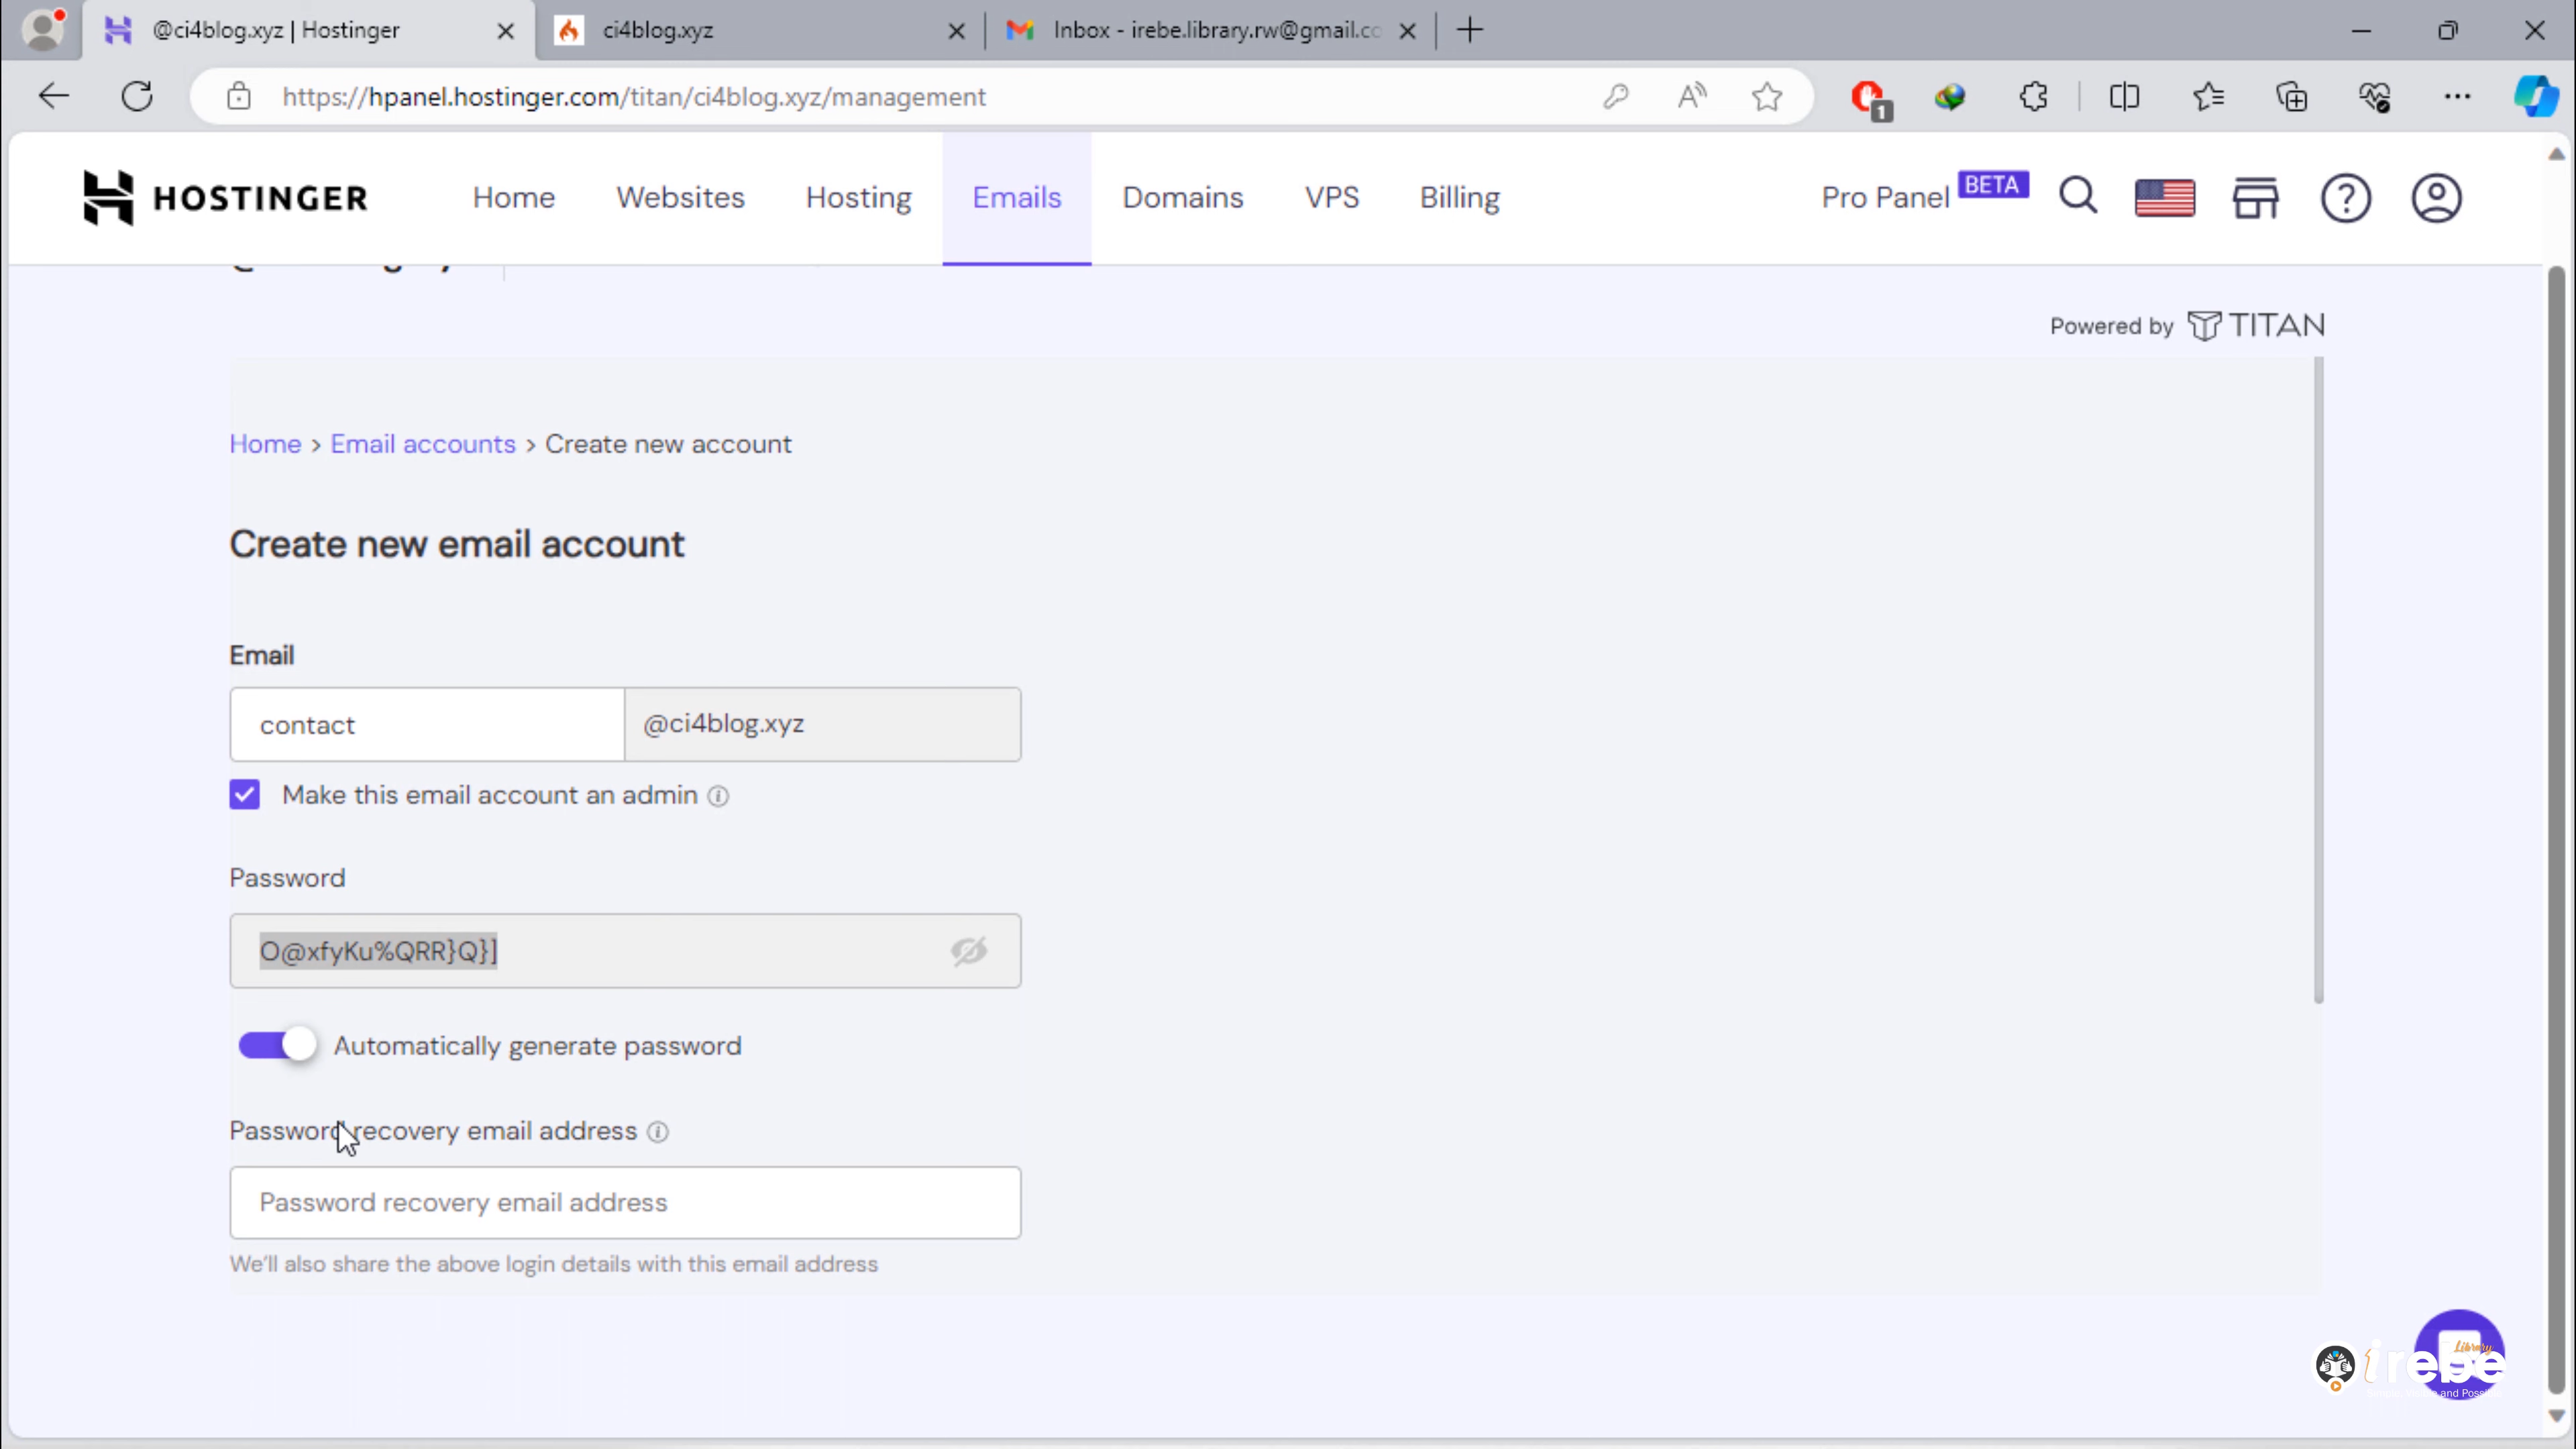 @ci4blog.xyz | Hostinger
ci4blog.xyz
Inbox - irebe.library.rw@gmail.co
https://hpanel.hostinger.com/titan/ci4blog.xyz/management
1
HOSTINGER
Home
Websites
Hosting
Emails
Domains
VPS
Billing
Pro Panel BETA
Powered by TITAN
Home > Email accounts > Create new account
Create new email account
Email
contact @ci4blog.xyz
Make this email account an admin
Password
O@xfyKu%QRR}Q}]
Automatically generate password
Password recovery email address
Password recovery email address
We'll also share the above login details with this email address
Library
irebe